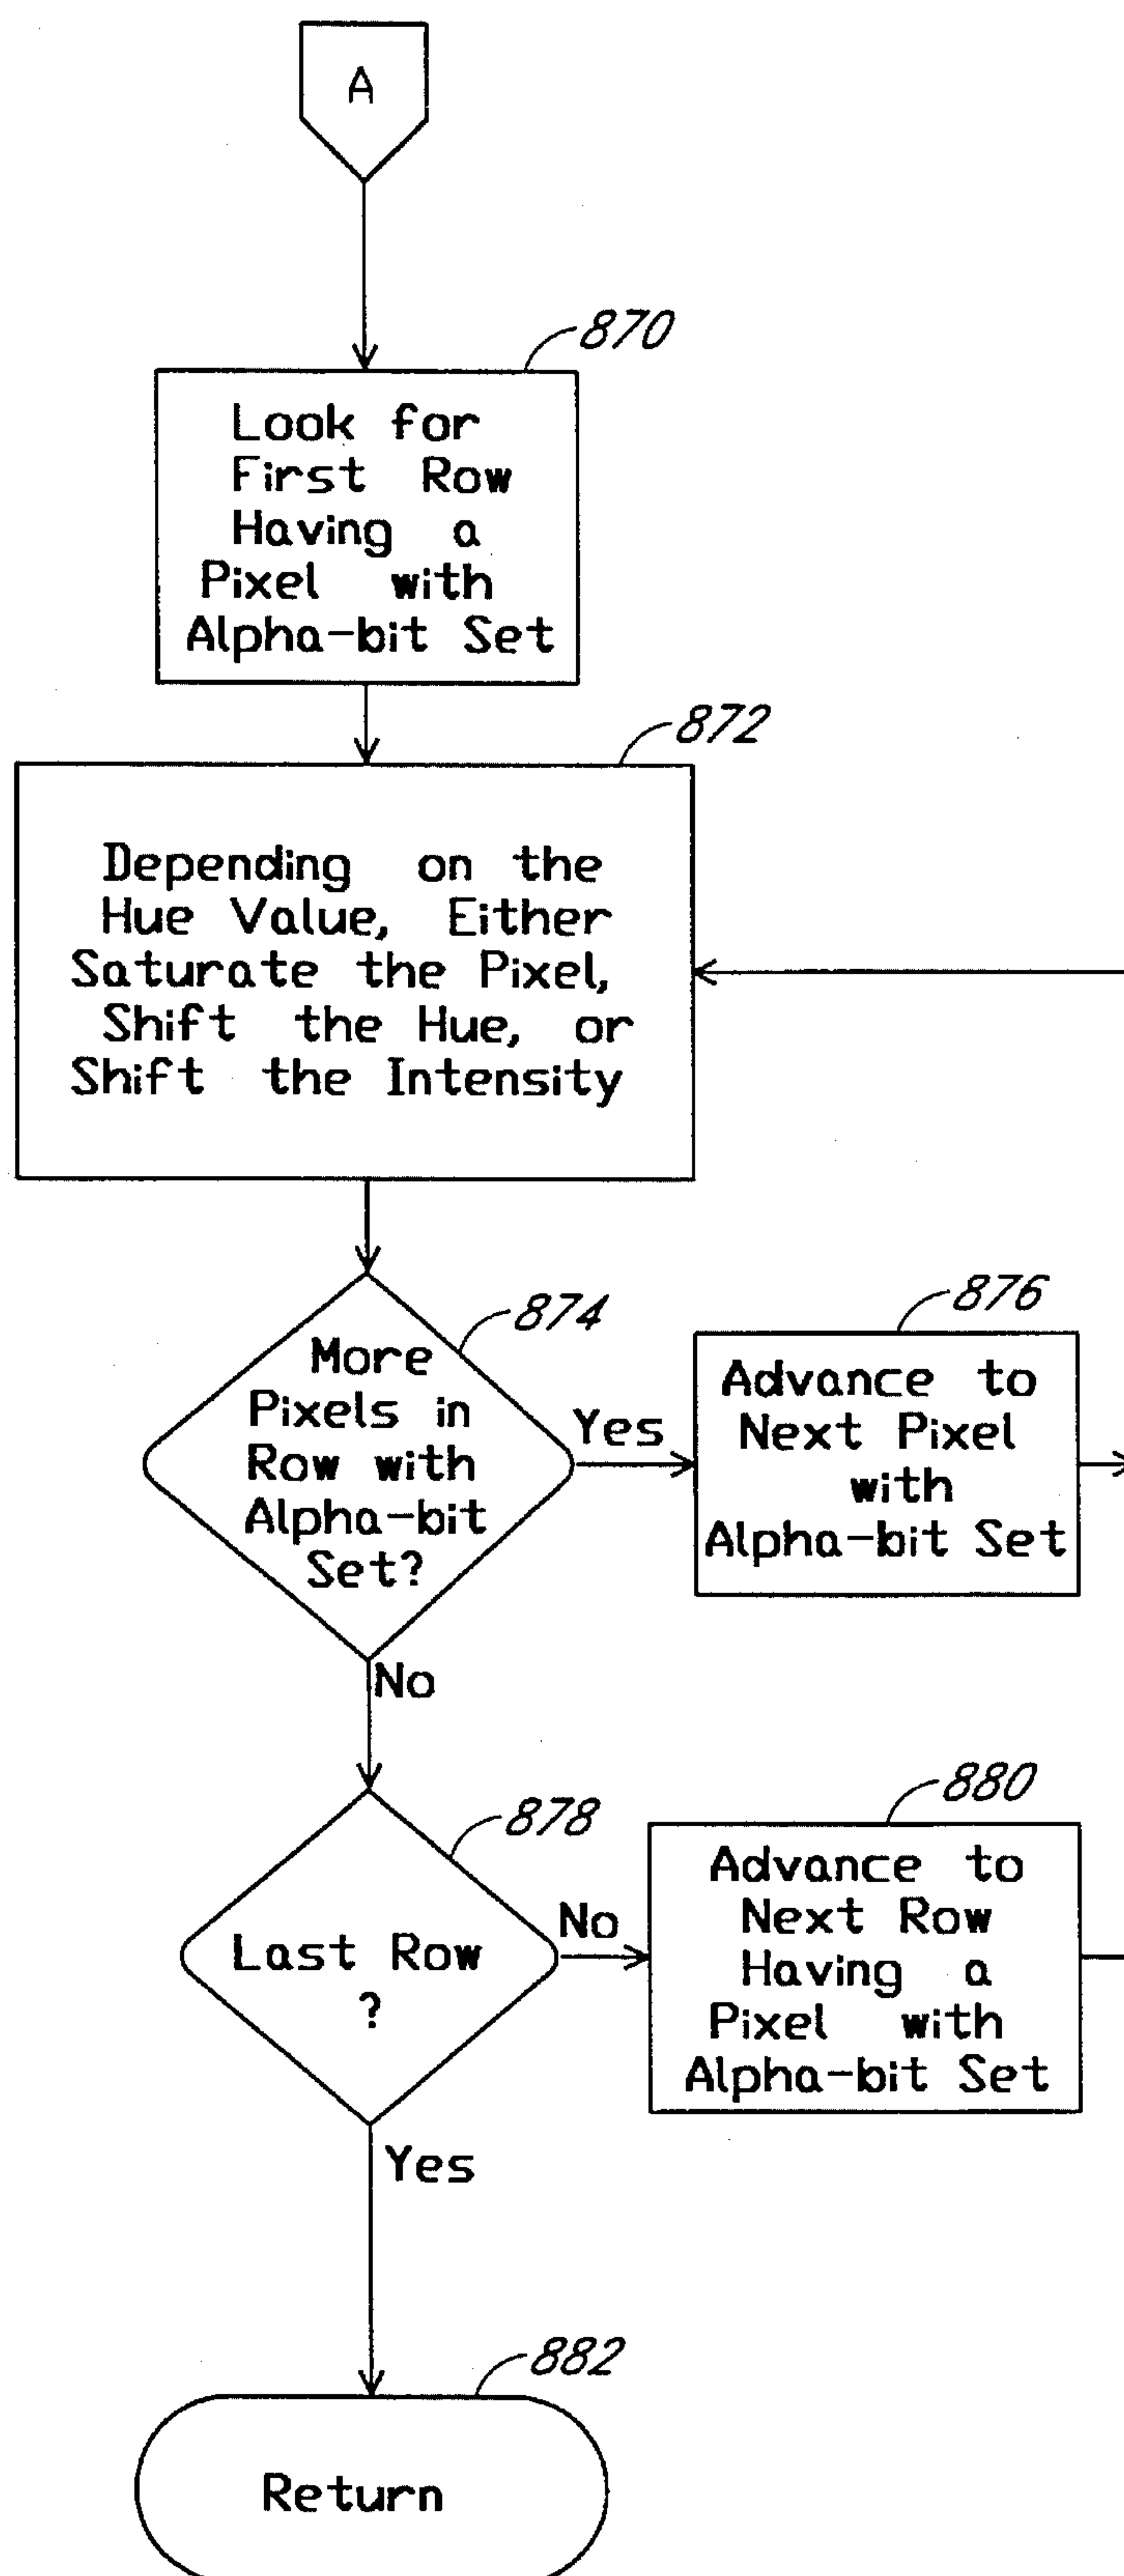 A
870
Look for
First Row
Having a
Pixel with
Alpha-bit Set
872
Depending on the
Hue Value, Either
Saturate the Pixel,
Shift the Hue, or
Shift the Intensity
874
More
Pixels in
Row with
Alpha-bit
Set?
Yes
876
Advance to
Next Pixel
with
Alpha-bit Set
No
878
Last Row
?
No
880
Advance to
Next Row
Having a
Pixel with
Alpha-bit Set
Yes
882
Return